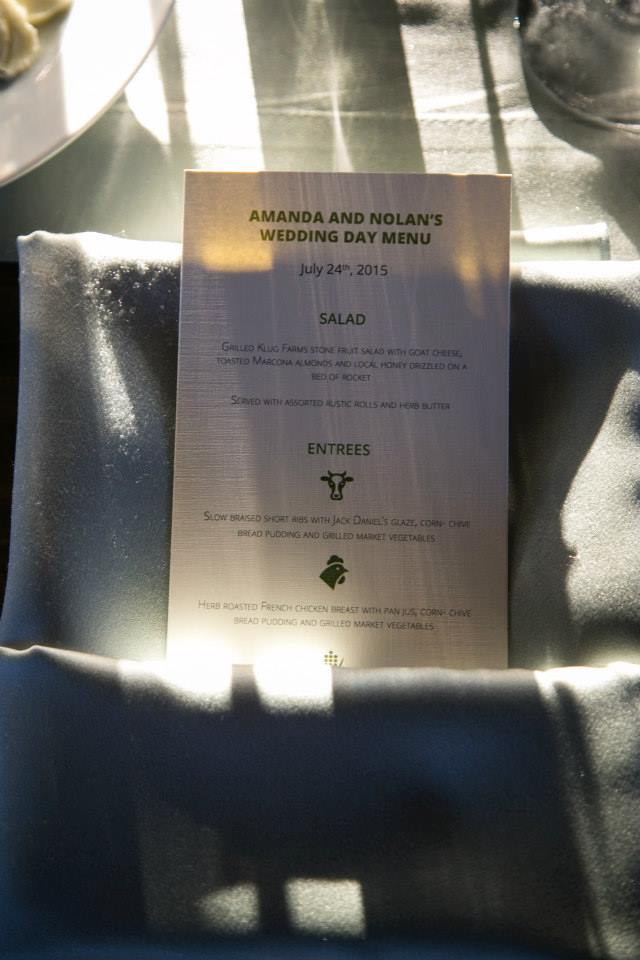 AMANDA AND NOLAN'S
WEDDING DAY MENU
July 24th, 2015
SALAD
GRILLED KLUG FARMS STONE FRUIT SALAD WITH GOAT CHEESE,
TOASTED MARCONA ALMONDS AND LOCAL HONEY DRIZZLED ON A
BED OF ROCKET
SERVED WITH ASSORTED RUSTIC ROLLS AND HERB BUTTER
ENTREES
SLOW BRAISED SHORT RIBS WITH JACK DANIEL'S GLAZE, CORN- CHIVE
BREAD PUDDING AND GRILLED MARKET VEGETABLES
HERB ROASTED FRENCH CHICKEN BREAST WITH PAN JUS, CORN- CHIVE
BREAD PUDDING AND GRILLED MARKET VEGETABLES